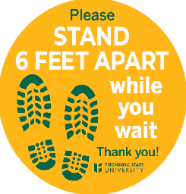 Please
STAND
6 FEET APART
while
you
wait
Thank you!
FITCHBURG STATE
UNIVERSITY